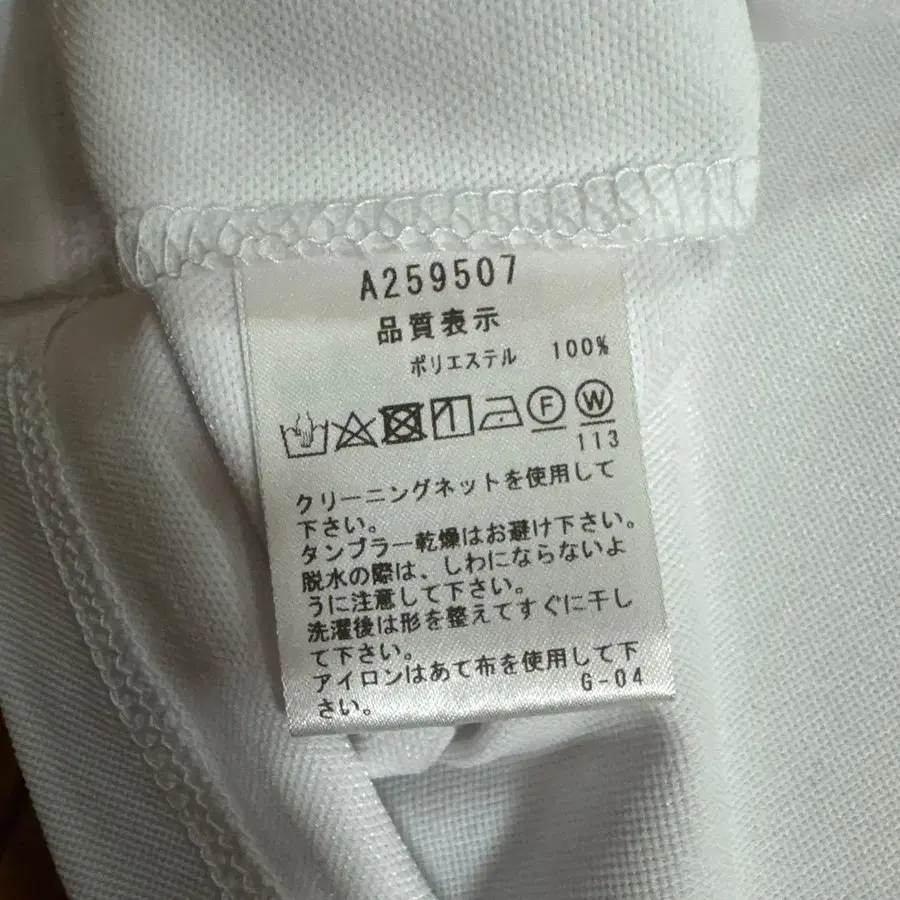 A259507
品質表示
ポリエステル 100%
F W
113
クリーニングネットを使用して
下さい。
タンブラー乾燥はお避け下さい。
脱水の際は、しわにならないよ
うに注意して下さい。
洗濯後は形を整えてすぐに干し
て下さい。
アイロンはあて布を使用して下
さい。
G-04